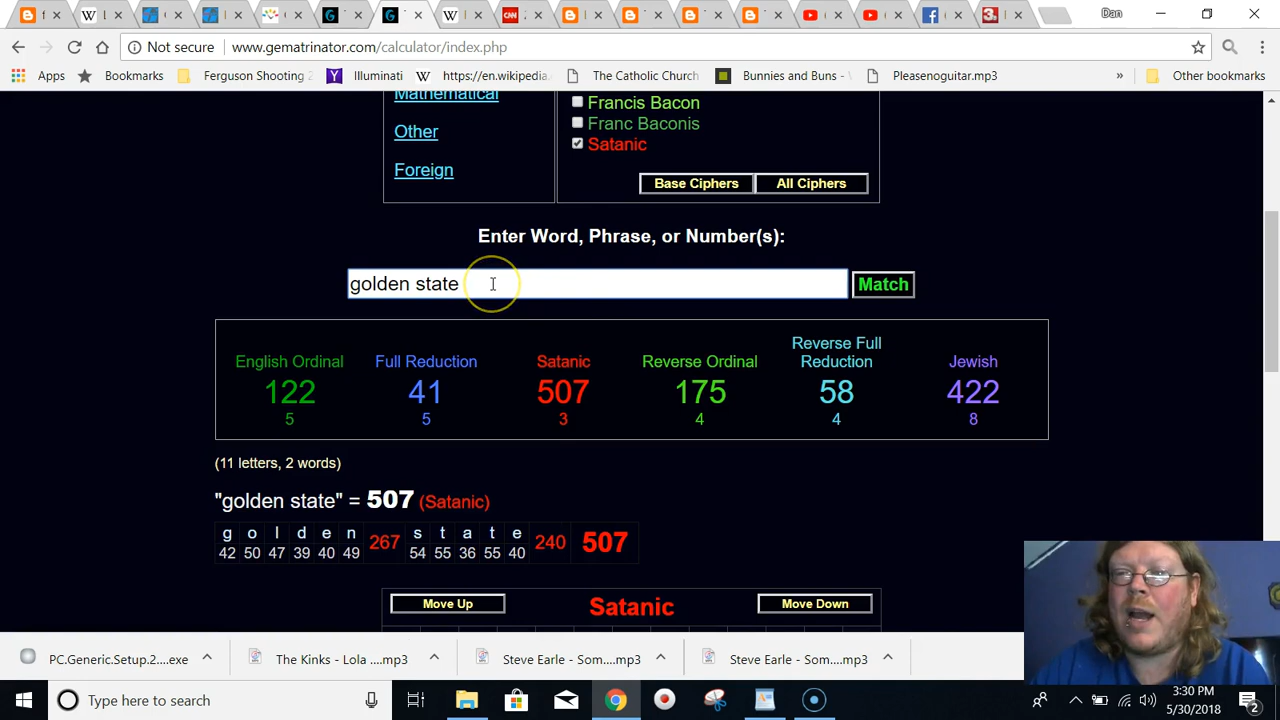 Dan
Not secure www.gematrinator.com/calculator/index.php
Apps Bookmarks Ferguson Shooting 2 Illuminati https://en.wikipedia. The Catholic Church Bunnies and Buns - Pleasenoguitar.mp3 » Other bookmarks
Mathematical
Other
Foreign
Francis Bacon
Franc Baconis
Satanic
Base Ciphers All Ciphers
Enter Word, Phrase, or Number(s):
golden state Match
English Ordinal Full Reduction Satanic Reverse Ordinal Reverse Full Reduction Jewish
122 41 507 175 58 422
5 5 3 4 4 8
(11 letters, 2 words)
"golden state" = 507 (Satanic)
g o l d e n 267 s t a t e 240 507
42 50 47 39 40 49 54 55 36 55 40
Move Up Satanic Move Down
PC.Generic.Setup.2....exe The Kinks - Lola ....mp3 Steve Earle - Som....mp3 Steve Earle - Som....mp3
Type here to search 3:30 PM
5/30/2018 2